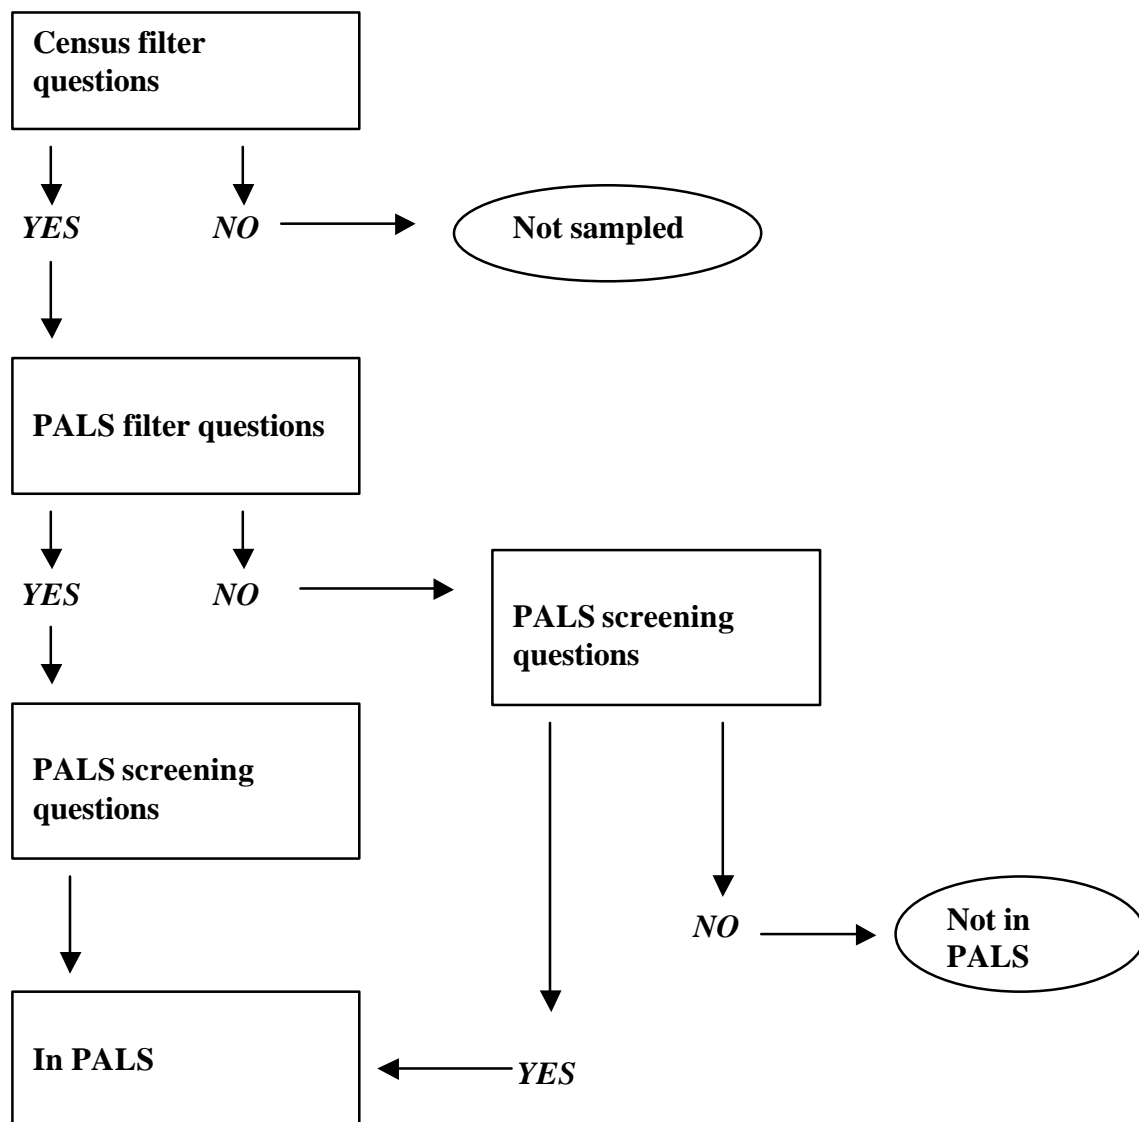 Census filter
questions
YES
NO
Not sampled
PALS filter questions
YES
NO
PALS screening
questions
PALS screening
questions
NO
Not in
PALS
In PALS
YES